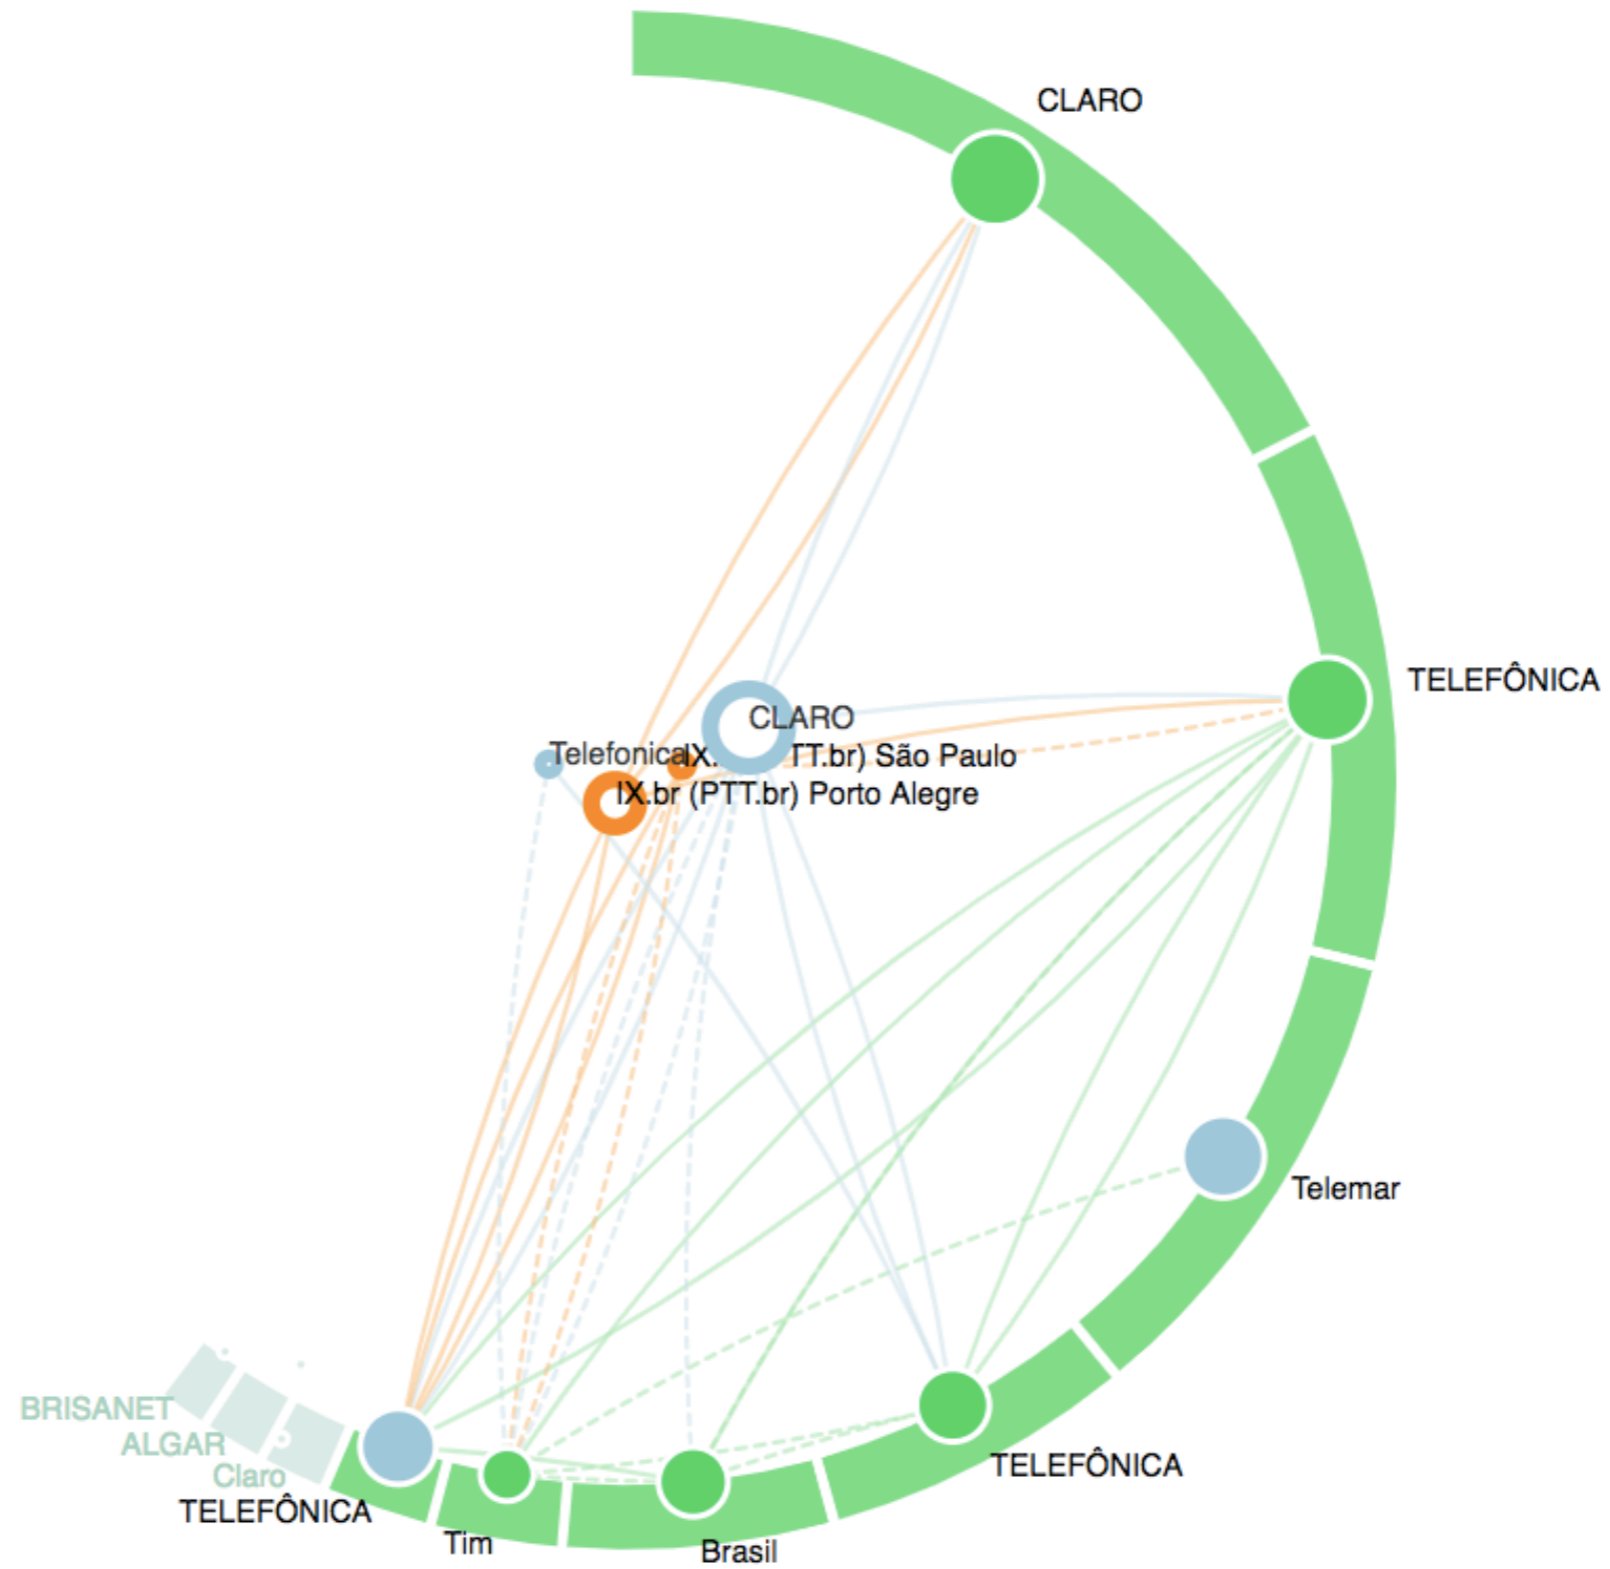 CLARO
TELEFÔNICA
CLARO
Telefonica
IX. TT.br) São Paulo
IX.br (PTT.br) Porto Alegre
Telemar
BRISANET
ALGAR
Claro
TELEFÔNICA
TELEFÔNICA
Tim
Brasil